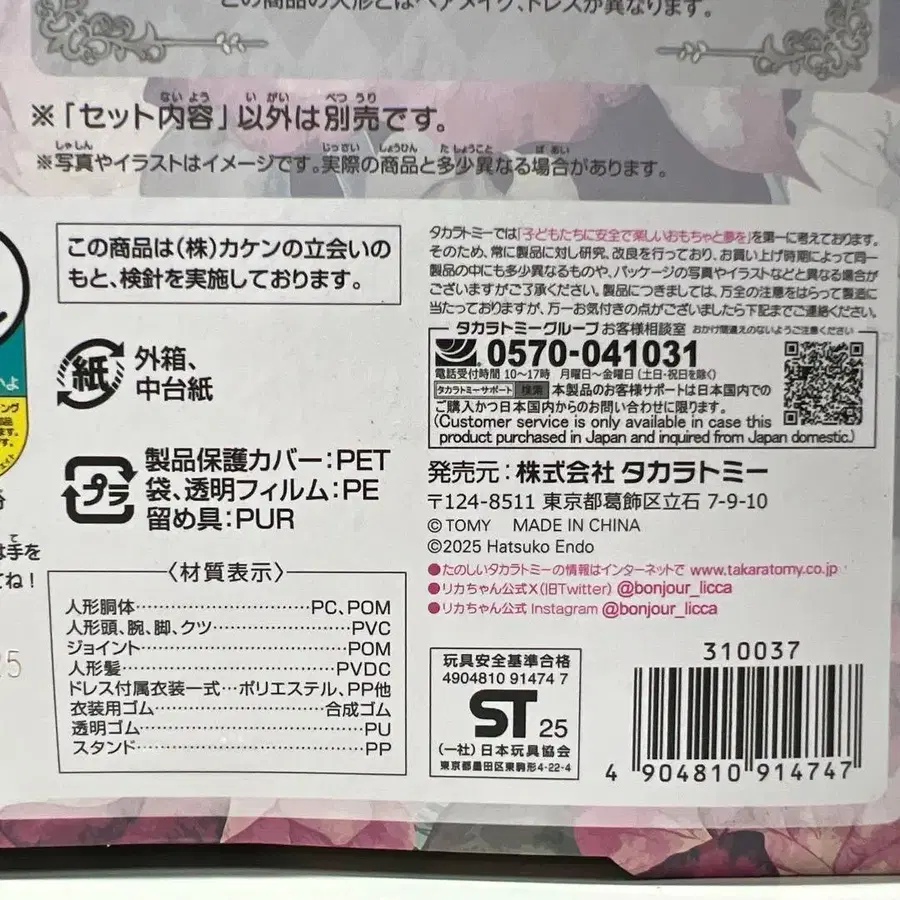 この商品の人形とはヘアメイク、ドレスが異なります。
※「セット内容」以外は別売です。
※写真やイラストはイメージです。実際の商品と多少異なる場合があります。
この商品は(株)カケンの立会いの
もと、検針を実施しております。
紙
外箱、
中台紙
プラ
製品保護カバー:PET
袋、透明フィルム:PE
留め具:PUR
〈材質表示〉
人形胴体……PC、POM
人形頭、腕、脚、クツ……PVC
ジョイント……POM
人形髪……PVDC
ドレス付属衣装一式…ポリエステル、PP他
衣装用ゴム……合成ゴム
透明ゴム……PU
スタンド……PP
タカラトミーでは「子どもたちに安全で楽しいおもちゃと夢を」を第一に考えております。
そのため、常に製品に対し研究、改良を行っており、お買い上げ時期によって同一
製品の中にも多少異なるものや、パッケージの写真やイラストなどと異なる場合が
ございますがご了承ください。製品につきましては、万全の注意をはらって製造に
当たっておりますが、万一お気付きの点がございましたら下記までご連絡ください。
タカラトミーグループ お客様相談室 おかけ間違えのないようご注意ください
0570-041031
電話受付時間 10〜17時 月曜日〜金曜日(土日・祝日を除く)
タカラトミーサポート 検索 本製品のお客様サポートは日本国内での
ご購入かつ日本国内からのお問い合わせに限ります。
(Customer service is only available in case this
product purchased in Japan and inquired from Japan domestic.)
発売元:株式会社 タカラトミー
〒124-8511 東京都葛飾区立石 7-9-10
©TOMY MADE IN CHINA
©2025 Hatsuko Endo
●たのしいタカラトミーの情報はインターネットで www.takaratomy.co.jp
●リカちゃん公式X(旧Twitter) @bonjour_licca
●リカちゃん公式 Instagram @bonjour_licca
玩具安全基準合格
4904810 91474 7
ST 25
(一社)日本玩具協会
東京都墨田区東駒形4-22-4
310037
4 904810 914747
は手を
てね!